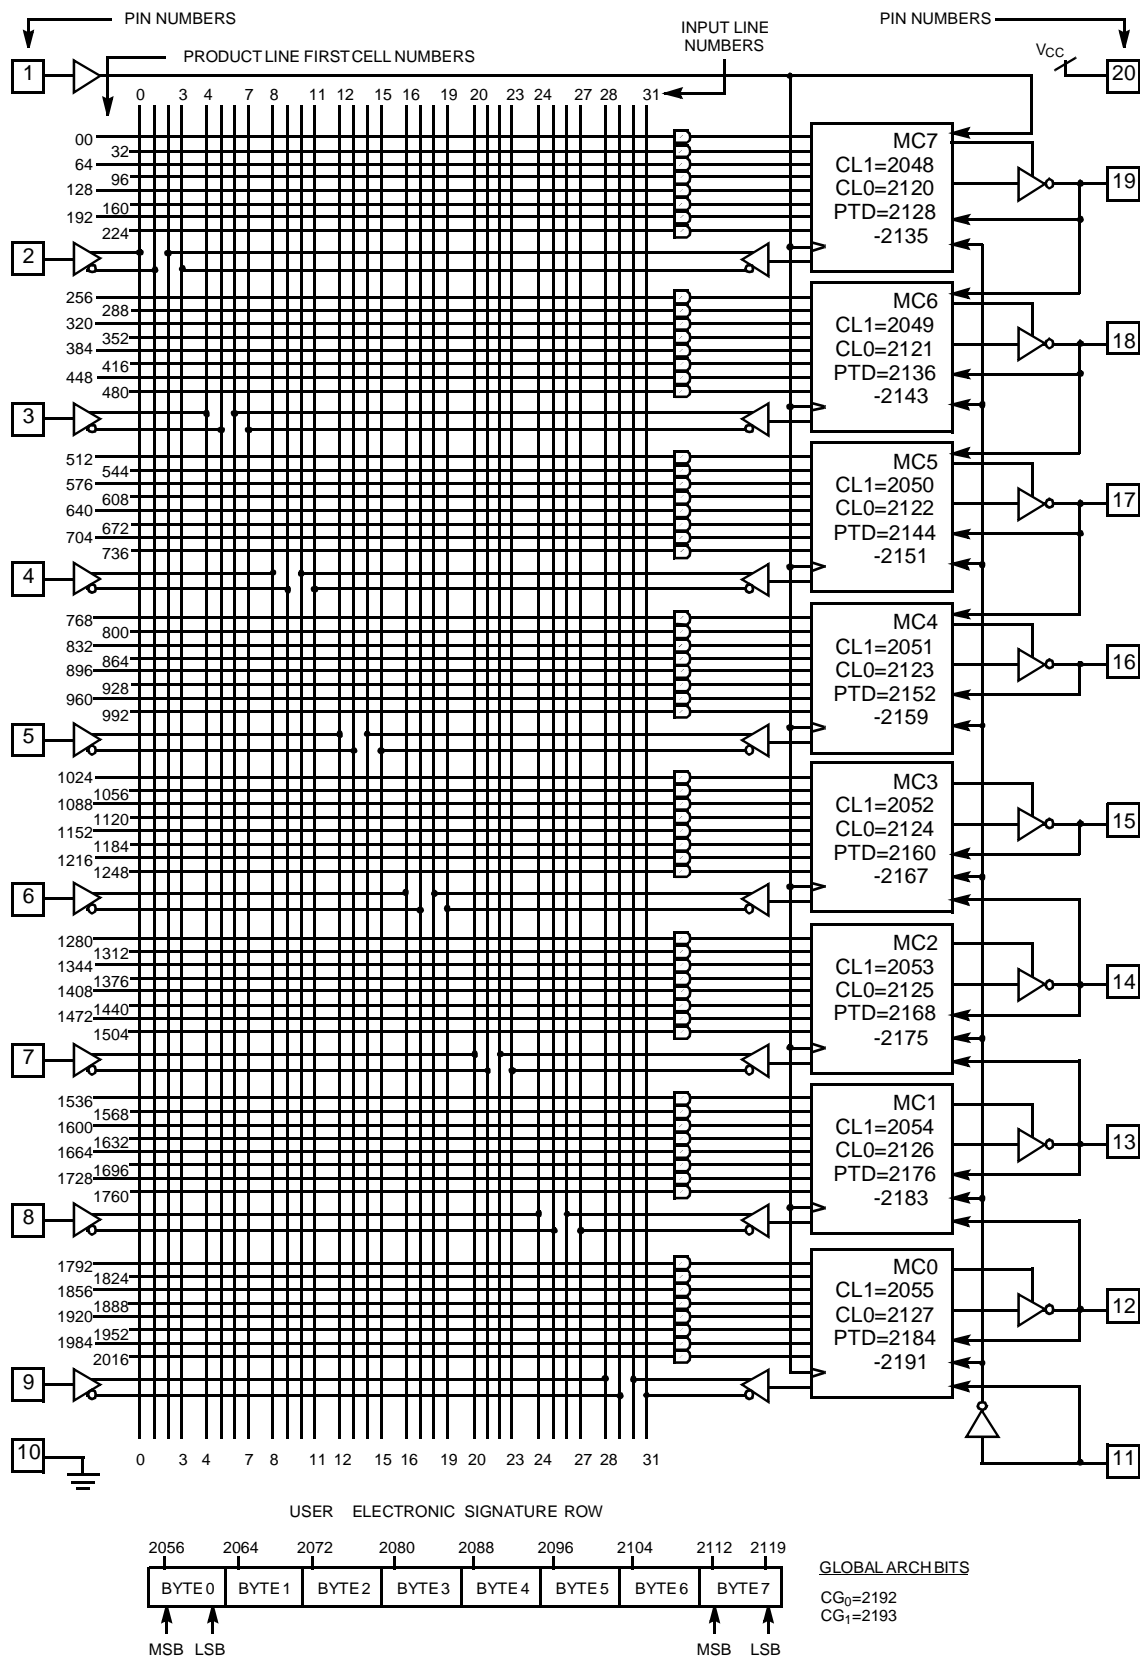 PIN NUMBERS
PRODUCT LINE FIRST CELL NUMBERS
INPUT LINE
NUMBERS
PIN NUMBERS
VCC
1
20
0 3 4 7 8 11 12 15 16 19 20 23 24 27 28 31
00
32
64
96
128
160
192
224
MC7
CL1=2048
CL0=2120
PTD=2128
-2135
19
2
256
288
320
352
384
416
448
480
MC6
CL1=2049
CL0=2121
PTD=2136
-2143
18
3
512
544
576
608
640
672
704
736
MC5
CL1=2050
CL0=2122
PTD=2144
-2151
17
4
768
800
832
864
896
928
960
992
MC4
CL1=2051
CL0=2123
PTD=2152
-2159
16
5
1024
1056
1088
1120
1152
1184
1216
1248
MC3
CL1=2052
CL0=2124
PTD=2160
-2167
15
6
1280
1312
1344
1376
1408
1440
1472
1504
MC2
CL1=2053
CL0=2125
PTD=2168
-2175
14
7
1536
1568
1600
1632
1664
1696
1728
1760
MC1
CL1=2054
CL0=2126
PTD=2176
-2183
13
8
1792
1824
1856
1888
1920
1952
1984
2016
MC0
CL1=2055
CL0=2127
PTD=2184
-2191
12
9
10
11
0 3 4 7 8 11 12 15 16 19 20 23 24 27 28 31
USER ELECTRONIC SIGNATURE ROW
2056 2064 2072 2080 2088 2096 2104 2112 2119
BYTE 0 BYTE 1 BYTE 2 BYTE 3 BYTE 4 BYTE 5 BYTE 6 BYTE 7
MSB LSB MSB LSB
GLOBAL ARCH BITS
CG0=2192
CG1=2193